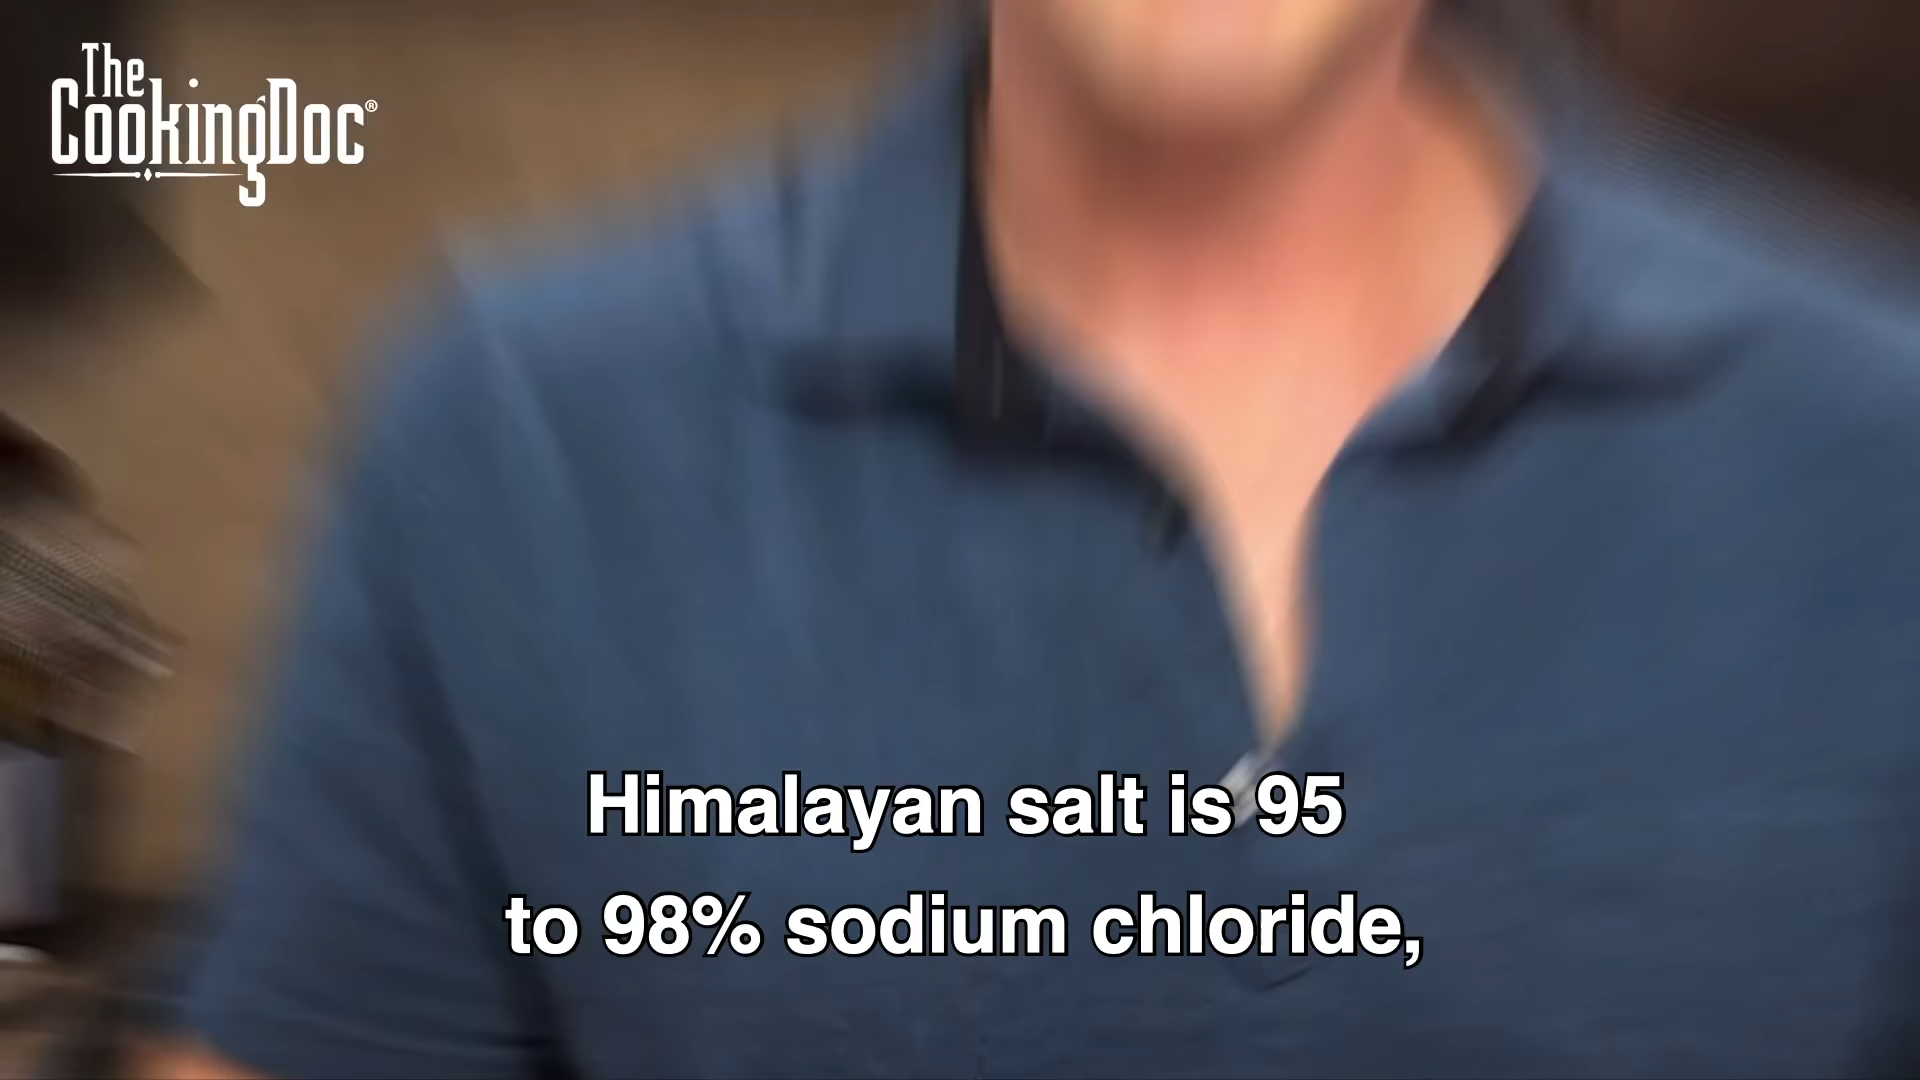 The
CookingDoc®
Himalayan salt is 95
to 98% sodium chloride,